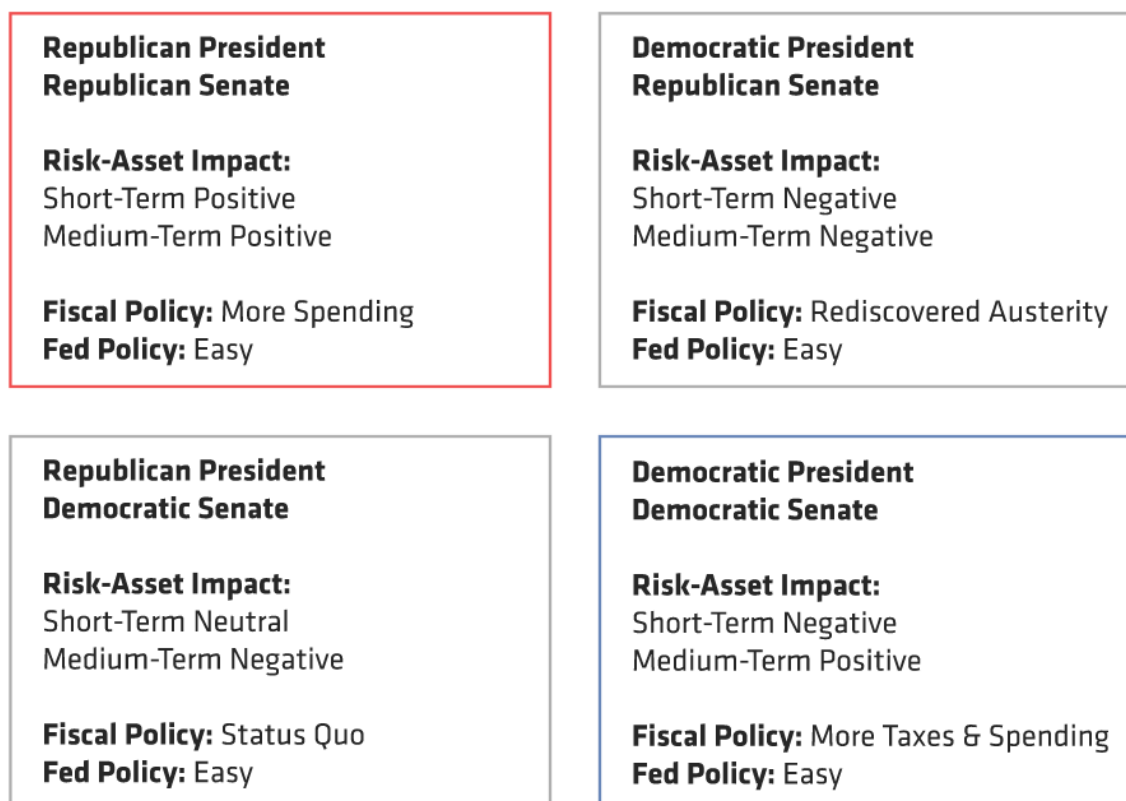 Republican President
Republican Senate
Risk-Asset Impact:
Short-Term Positive
Medium-Term Positive
Fiscal Policy: More Spending
Fed Policy: Easy
Democratic President
Republican Senate
Risk-Asset Impact:
Short-Term Negative
Medium-Term Negative
Fiscal Policy: Rediscovered Austerity
Fed Policy: Easy
Republican President
Democratic Senate
Risk-Asset Impact:
Short-Term Neutral
Medium-Term Negative
Fiscal Policy: Status Quo
Fed Policy: Easy
Democratic President
Democratic Senate
Risk-Asset Impact:
Short-Term Negative
Medium-Term Positive
Fiscal Policy: More Taxes & Spending
Fed Policy: Easy